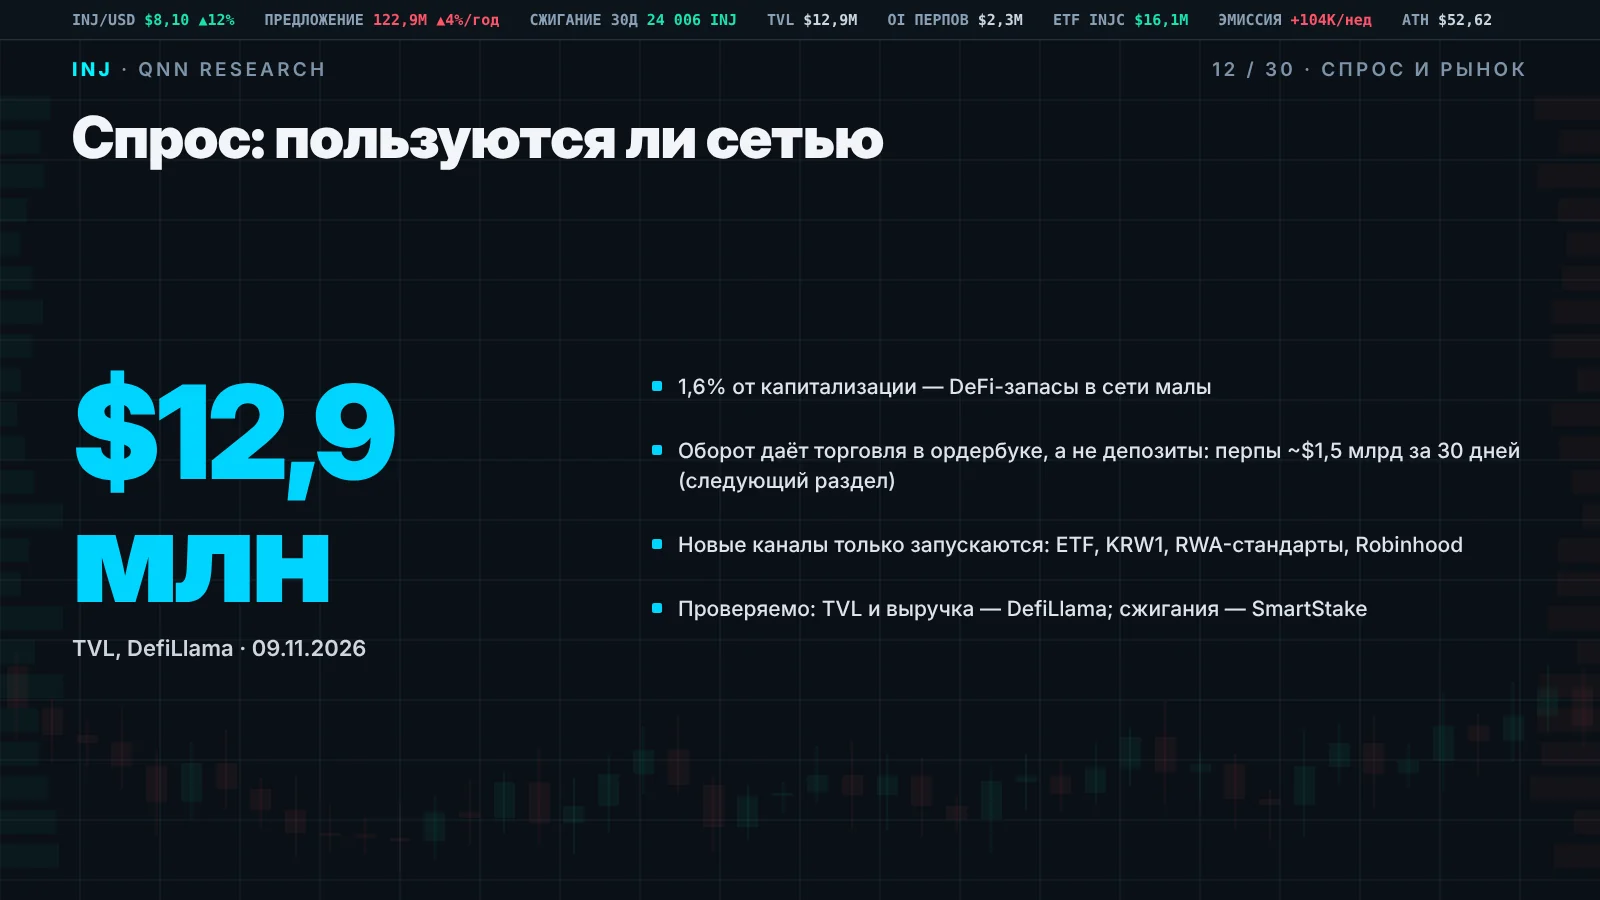 INJ/USD $8,10 ▲12% ПРЕДЛОЖЕНИЕ 122,9M ▲4%/год СЖИГАНИЕ 30Д 24 006 INJ TVL $12,9M OI ПЕРПОВ $2,3M ETF INJC $16,1M ЭМИССИЯ +104K/нед ATH $52,62
INJ · QNN RESEARCH
12 / 30 · СПРОС И РЫНОК
Спрос: пользуются ли сетью
$12,9
млн
TVL, DefiLlama · 09.11.2026
1,6% от капитализации — DeFi-запасы в сети малы
Оборот даёт торговля в ордербуке, а не депозиты: перпы ~$1,5 млрд за 30 дней
(следующий раздел)
Новые каналы только запускаются: ETF, KRW1, RWA-стандарты, Robinhood
Проверяемо: TVL и выручка — DefiLlama; сжигания — SmartStake